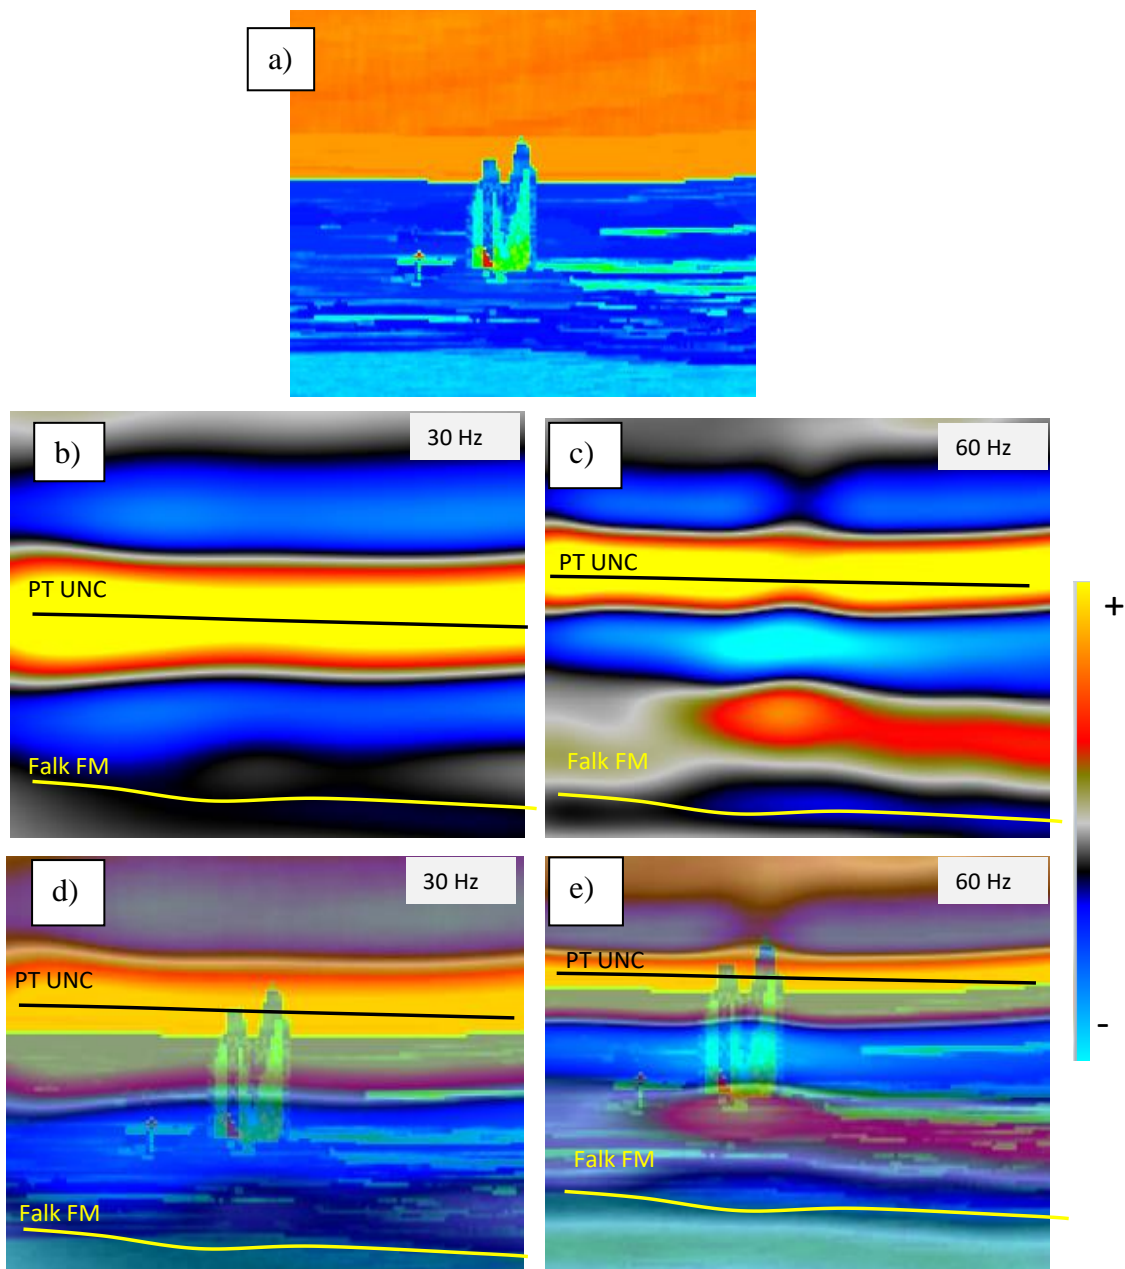 a)
b)
30 Hz
PT UNC
Falk FM
c)
60 Hz
PT UNC
Falk FM
+
-
d)
30 Hz
PT UNC
Falk FM
e)
60 Hz
PT UNC
Falk FM